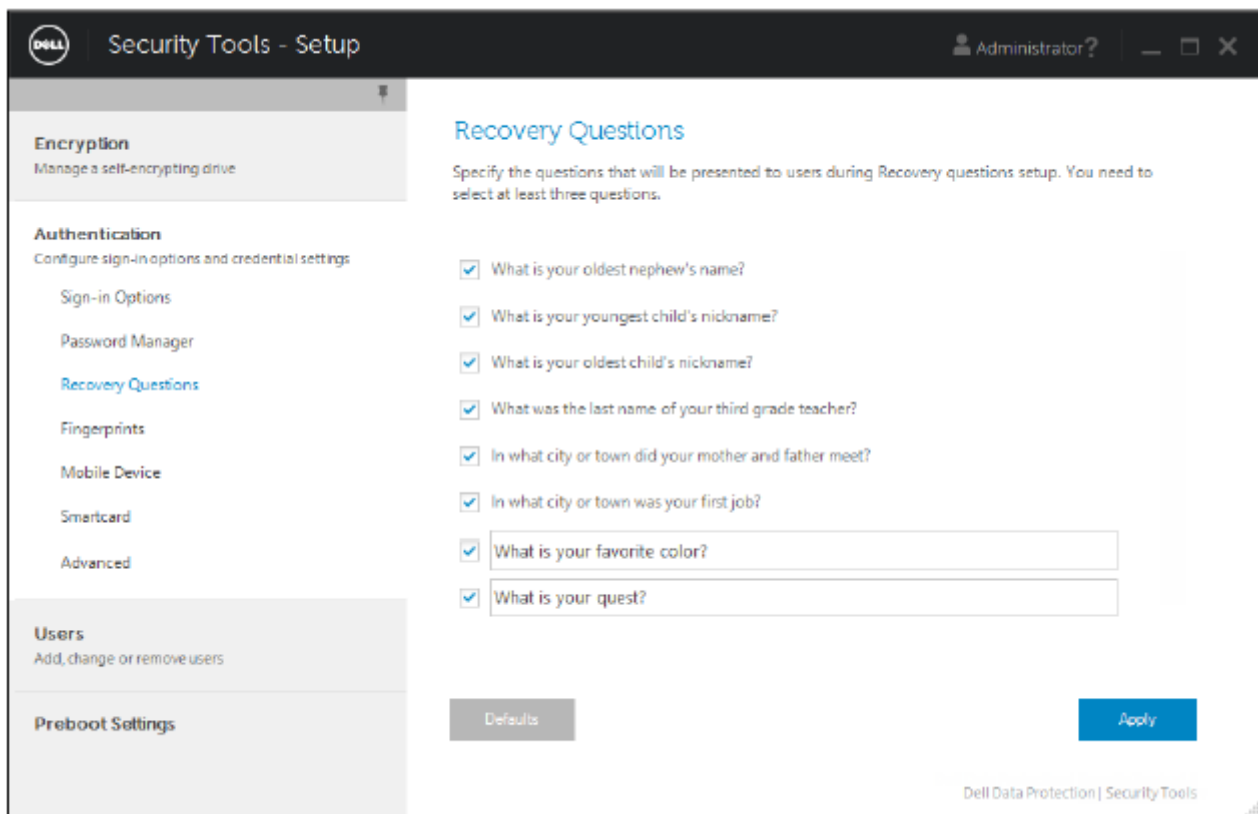 DELL
Security Tools - Setup
Administrator ?
Encryption
Manage a self-encrypting drive
Authentication
Configure sign-in options and credential settings
Sign-in Options
Password Manager
Recovery Questions
Fingerprints
Mobile Device
Smartcard
Advanced
Users
Add, change or remove users
Preboot Settings
Recovery Questions
Specify the questions that will be presented to users during Recovery questions setup. You need to
select at least three questions.
What is your oldest nephew's name?
What is your youngest child's nickname?
What is your oldest child's nickname?
What was the last name of your third grade teacher?
In what city or town did your mother and father meet?
In what city or town was your first job?
What is your favorite color?
What is your quest?
Defaults
Apply
Dell Data Protection | Security Tools